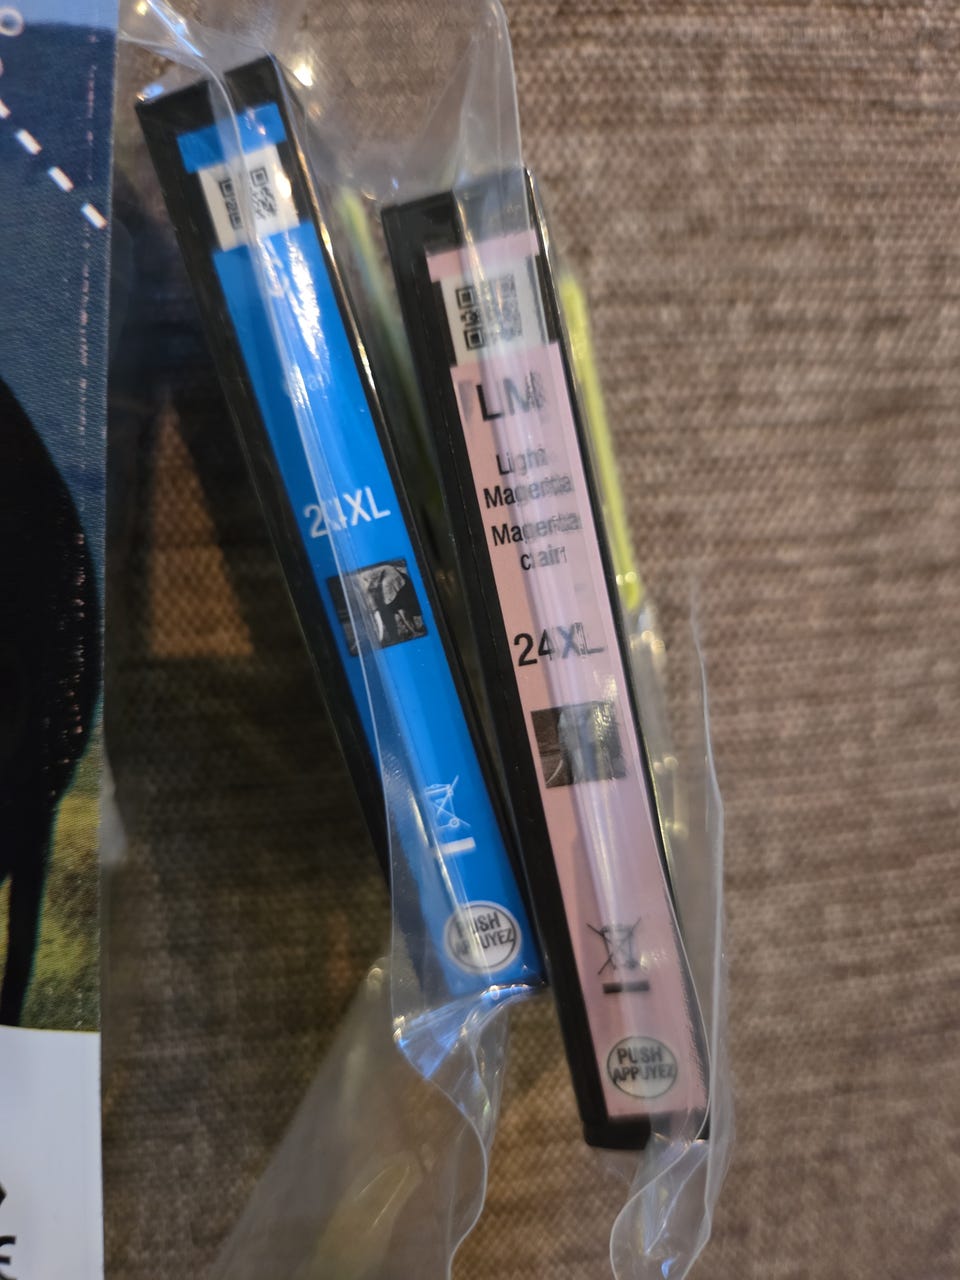 24XL
PUSH
APPUYEZ
LM
Light
Magenta
Magenta
clair
24XL
PUSH
APPUYEZ